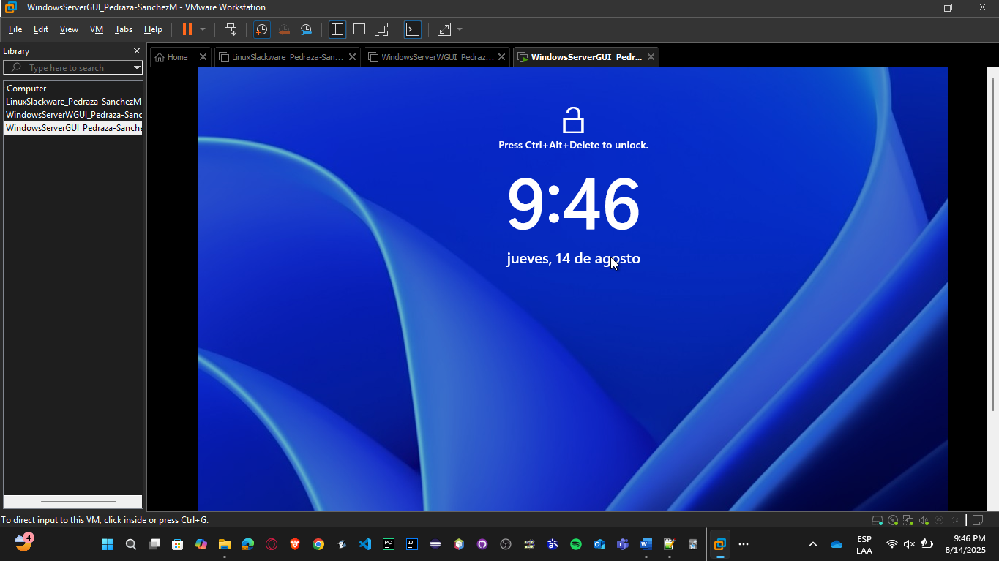 WindowsServerGUI_Pedraza-SanchezM - VMware Workstation
File Edit View VM Tabs Help
Library
Type here to search
Computer
LinuxSlackware_Pedraza-SanchezM
WindowsServerWGUI_Pedraza-Sanc
WindowsServerGUI_Pedraza-Sanche
Home
LinuxSlackware_Pedraza-San...
WindowsServerWGUI_Pedraz...
WindowsServerGUI_Pedr...
Press Ctrl+Alt+Delete to unlock.
9:46
jueves, 14 de agosto
To direct input to this VM, click inside or press Ctrl+G.
4
PC
IJ
ESP
LAA
9:46 PM
8/14/2025